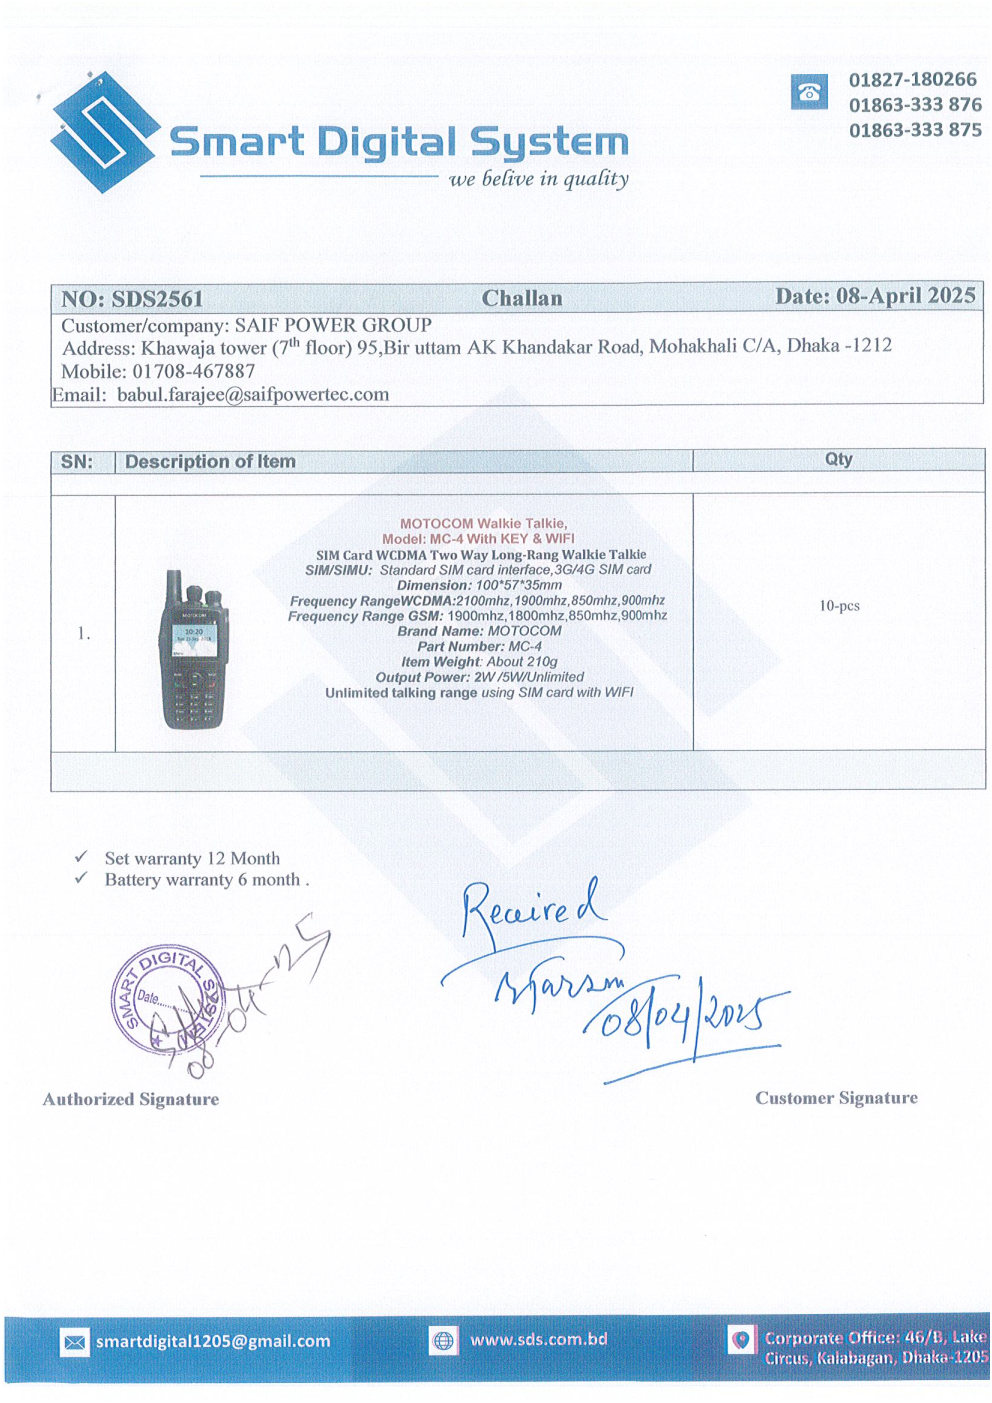 01827-180266
01863-333 876
01863-333 875
Smart Digital System
we belive in quality
NO: SDS2561 Challan Date: 08-April 2025
Customer/company: SAIF POWER GROUP
Address: Khawaja tower (7th floor) 95,Bir uttam AK Khandakar Road, Mohakhali C/A, Dhaka -1212
Mobile: 01708-467887
Email: babul.farajee@saifpowertec.com
SN: Description of Item Qty
MOTOCOM Walkie Talkie,
Model: MC-4 With KEY & WIFI
SIM Card WCDMA Two Way Long-Rang Walkie Talkie
SIM/SIMU: Standard SIM card interface,3G/4G SIM card
Dimension: 100*57*35mm
Frequency RangeWCDMA:2100mhz,1900mhz,850mhz,900mhz
Frequency Range GSM: 1900mhz,1800mhz,850mhz,900mhz
Brand Name: MOTOCOM
Part Number: MC-4
Item Weight: About 210g
Output Power: 2W /5W/Unlimited
Unlimited talking range using SIM card with WIFI
1.
10-pcs
MOTOCOM
10:20
✓ Set warranty 12 Month
✓ Battery warranty 6 month .
Received
08/04/2025
SMART DIGITAL SYSTEM
Date........
08-04-25
Authorized Signature Customer Signature
smartdigital1205@gmail.com
www.sds.com.bd
Corporate Office: 46/B, Lake
Circus, Kalabagan, Dhaka-1205